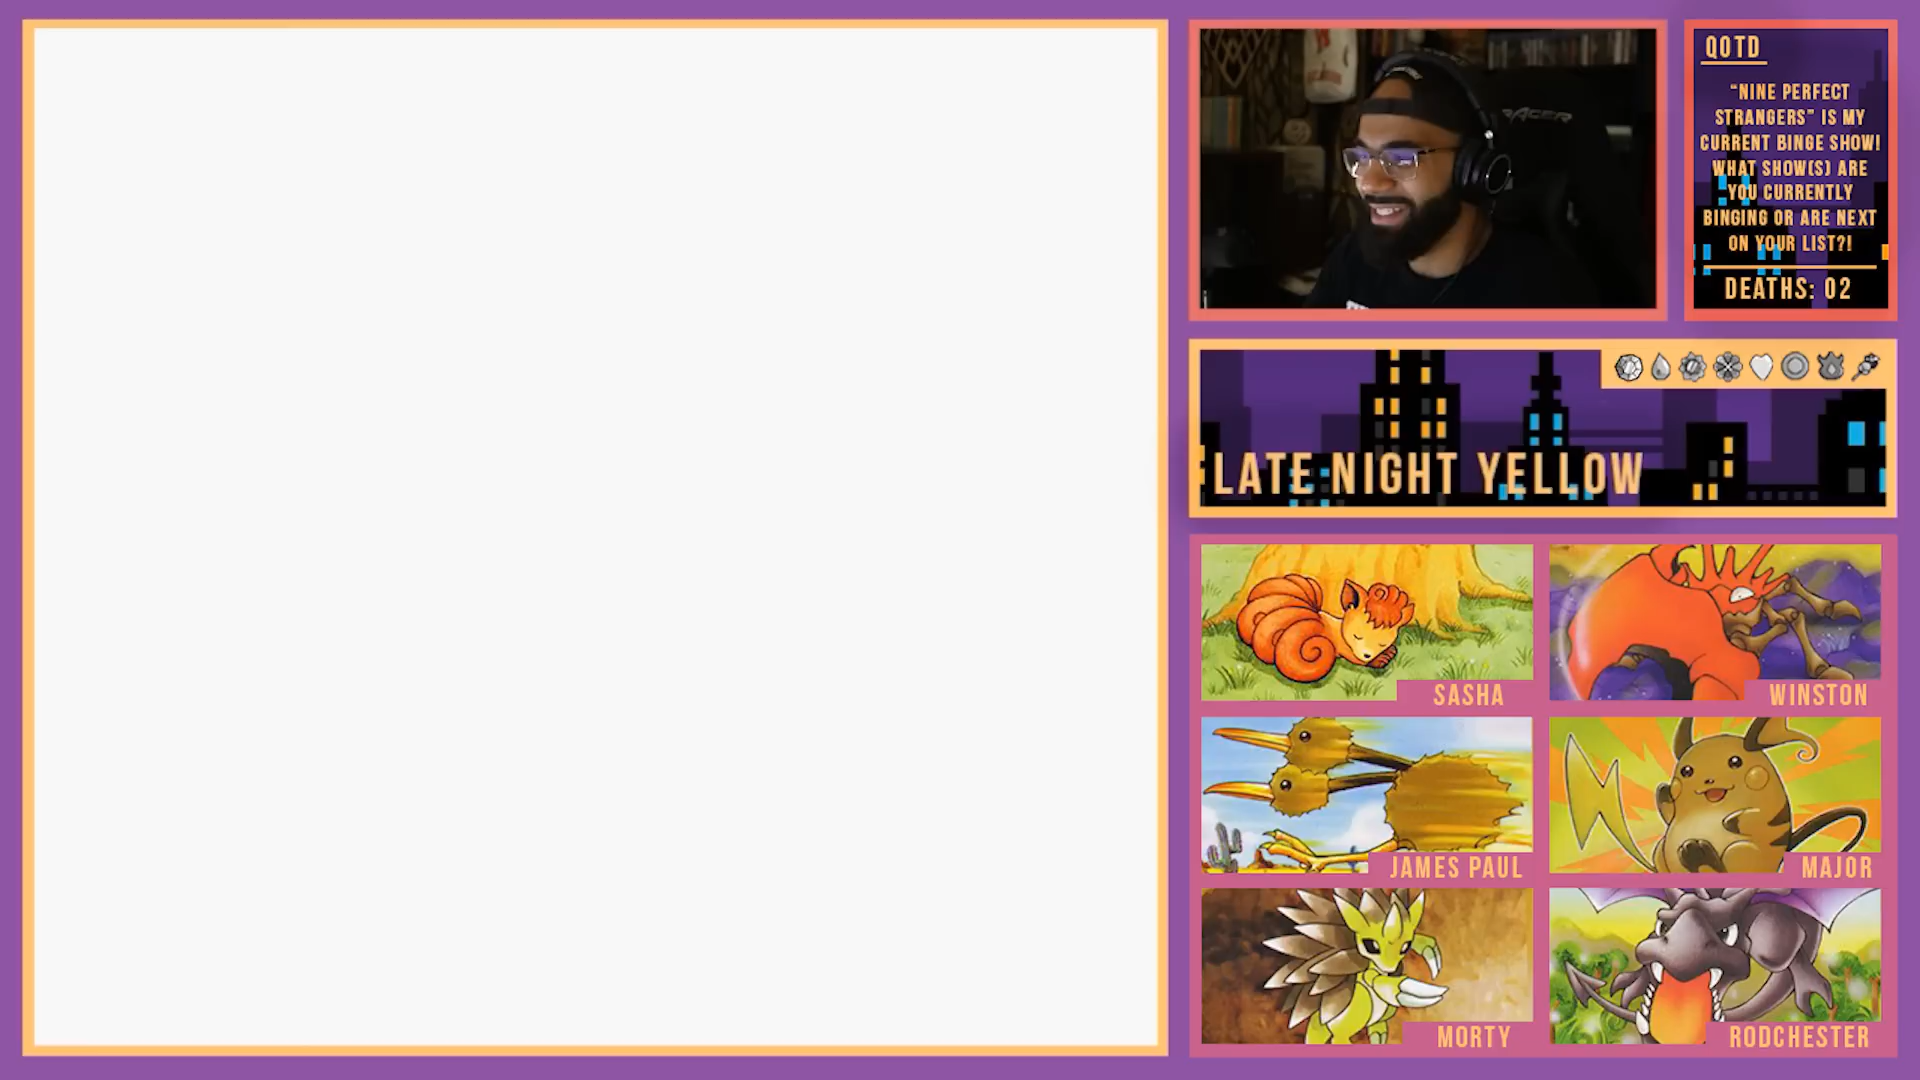 QOTD
“NINE PERFECT
STRANGERS” IS MY
CURRENT BINGE SHOW!
WHAT SHOW(S) ARE
YOU CURRENTLY
BINGING OR ARE NEXT
ON YOUR LIST?!
DEATHS: 02
LATE NIGHT YELLOW
SASHA
WINSTON
JAMES PAUL
MAJOR
MORTY
RODCHESTER